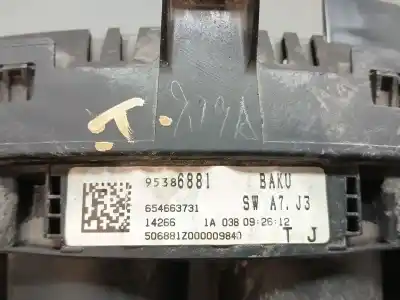 T.
95386881 BAKU
654663731 SW A7.J3
14266 1A 038 09:26:12
506881Z000009840 T J